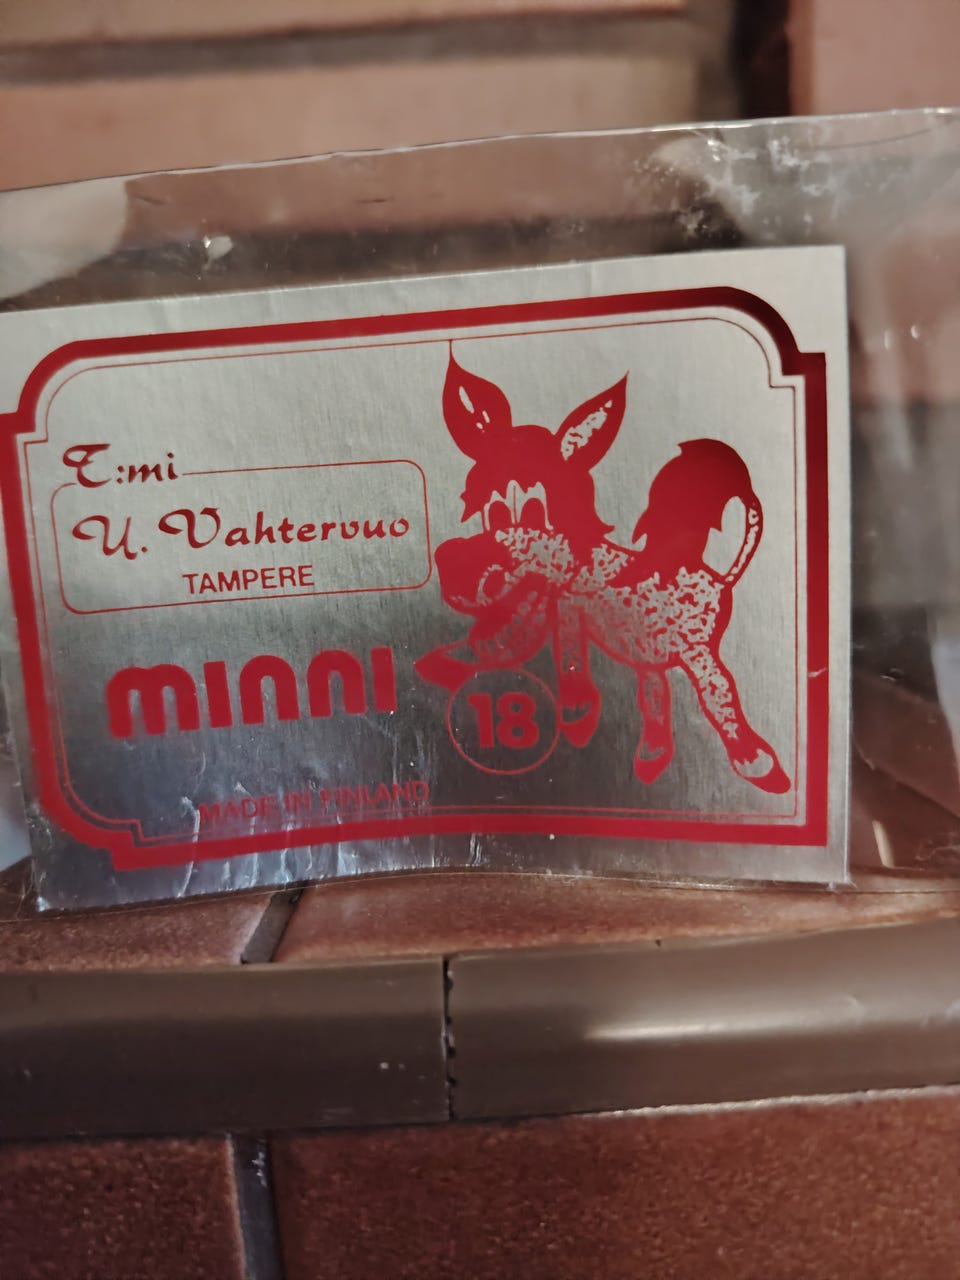 T:mi
U. Vahtervuo
TAMPERE
minni
18
MADE IN FINLAND